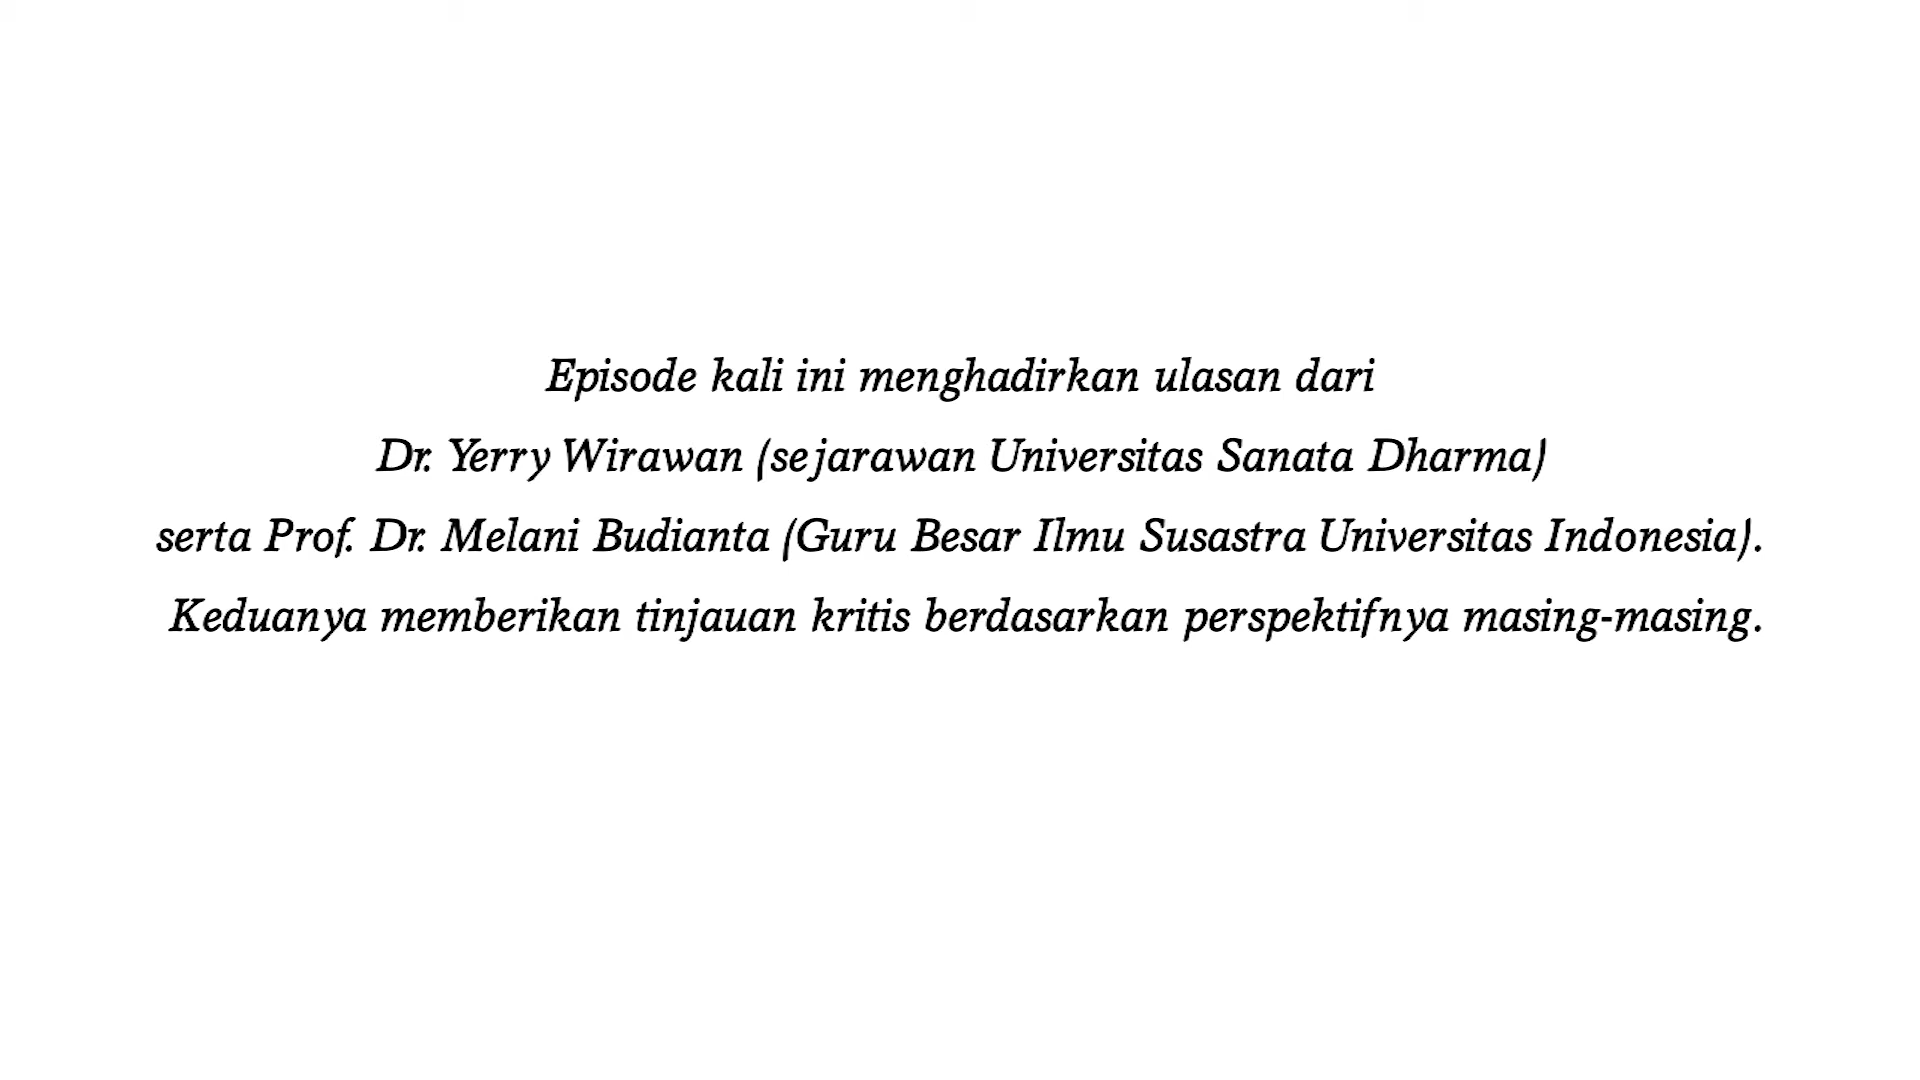 Episode kali ini menghadirkan ulasan dari
Dr. Yerry Wirawan (sejarawan Universitas Sanata Dharma)
serta Prof. Dr. Melani Budianta (Guru Besar Ilmu Susastra Universitas Indonesia).
Keduanya memberikan tinjauan kritis berdasarkan perspektifnya masing-masing.